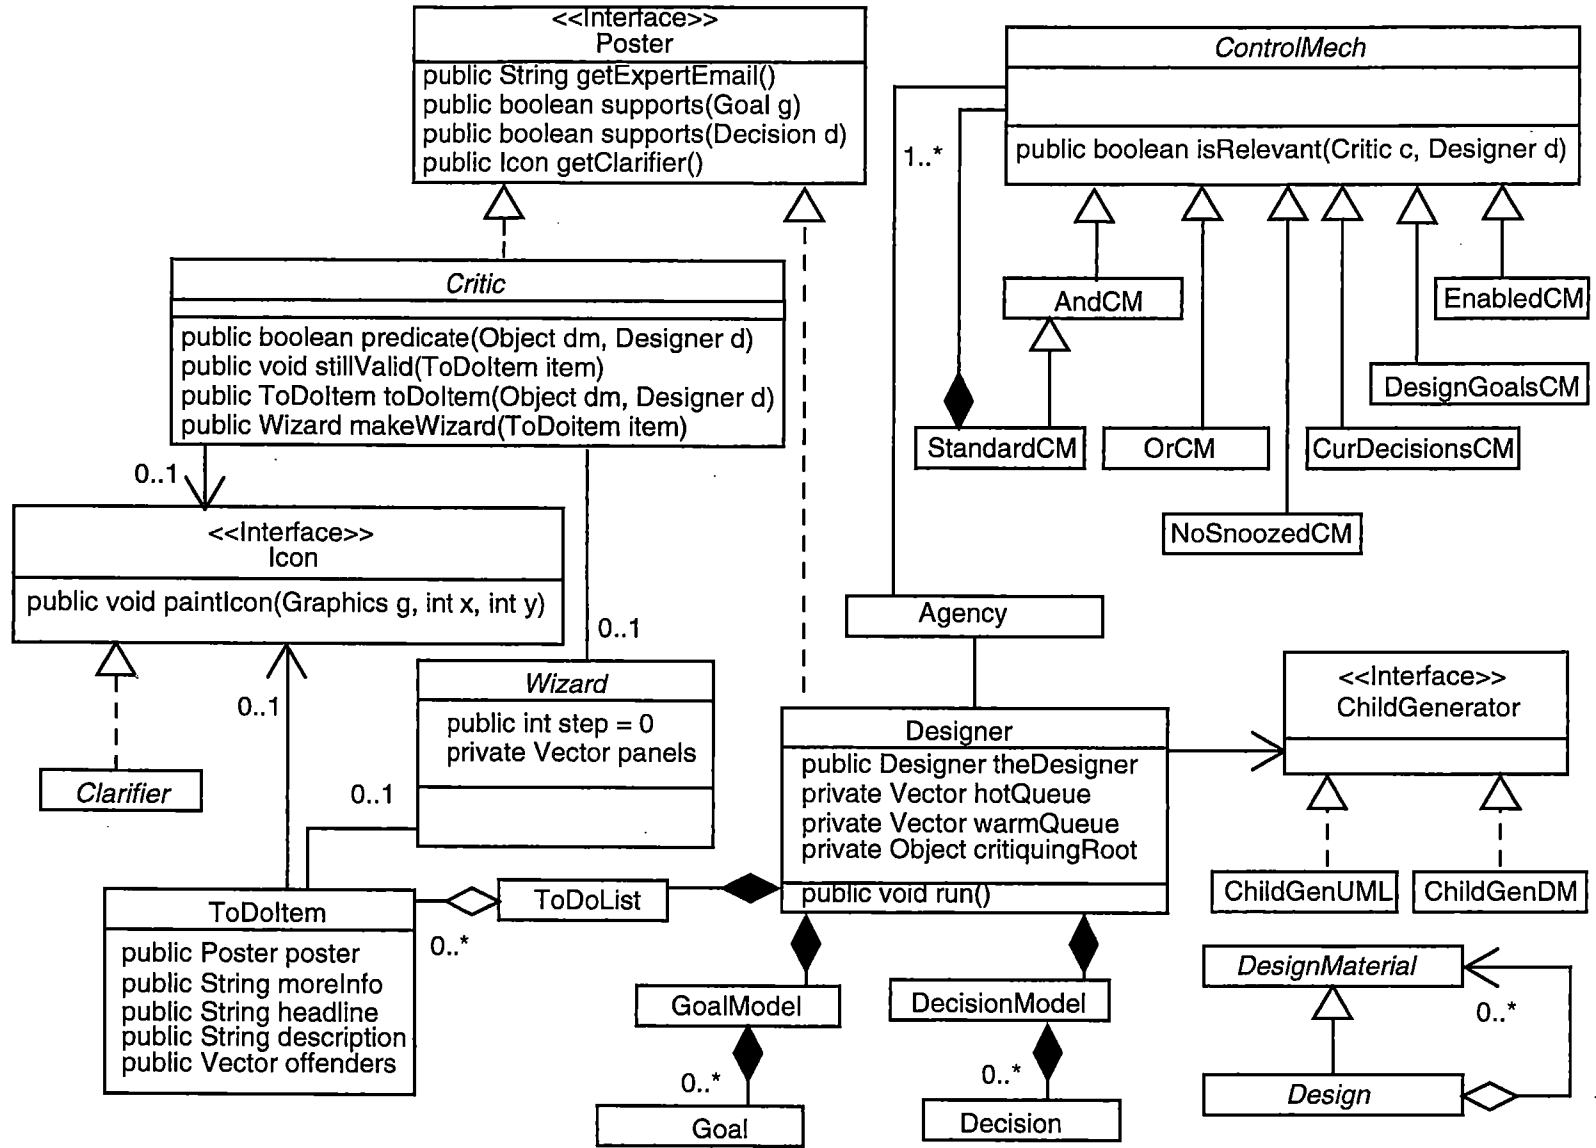 <<Interface>>
Poster
public String getExpertEmail()
public boolean supports(Goal g)
public boolean supports(Decision d)
public Icon getClarifier()
ControlMech
public boolean isRelevant(Critic c, Designer d)
1..*
Critic
public boolean predicate(Object dm, Designer d)
public void stillValid(ToDoItem item)
public ToDoItem toDoItem(Object dm, Designer d)
public Wizard makeWizard(ToDoitem item)
AndCM
EnabledCM
DesignGoalsCM
StandardCM
OrCM
CurDecisionsCM
NoSnoozedCM
0..1
<<Interface>>
Icon
public void paintIcon(Graphics g, int x, int y)
0..1
Agency
Wizard
public int step = 0
private Vector panels
0..1
Clarifier
0..1
<<Interface>>
ChildGenerator
Designer
public Designer theDesigner
private Vector hotQueue
private Vector warmQueue
private Object critiquingRoot
public void run()
ChildGenUML
ChildGenDM
ToDoList
0..*
ToDoItem
public Poster poster
public String moreInfo
public String headline
public String description
public Vector offenders
GoalModel
0..*
Goal
DecisionModel
0..*
Decision
DesignMaterial
0..*
Design